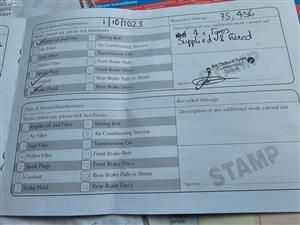 Date of Service/Maintenance 1/10/2023 Recorded Mileage: 75,456
Work carried out, please tick box/boxes Description of any additional work carried out
Engine oil and Filter Timing Belt 4 x Tyres
Air Filter Air Conditioning Service Supplied & Fitted
Fuel Filter Transmission Oil
Pollen Filter Front Brake Pads
Spark Plugs Front Brake Discs
Coolant Rear Brake Pads or Shoes
Brake Fluid Rear Brake Discs
Signature
Date of Service/Maintenance Recorded Mileage:
Work carried out, please tick box/boxes Description of any additional work carried out
Engine oil and Filter Timing Belt
Air Filter Air Conditioning Service
Fuel Filter Transmission Oil
Pollen Filter Front Brake Pads
Spark Plugs Front Brake Discs
Coolant Rear Brake Pads or Shoes
Brake Fluid Rear Brake Discs
STAMP
Signature